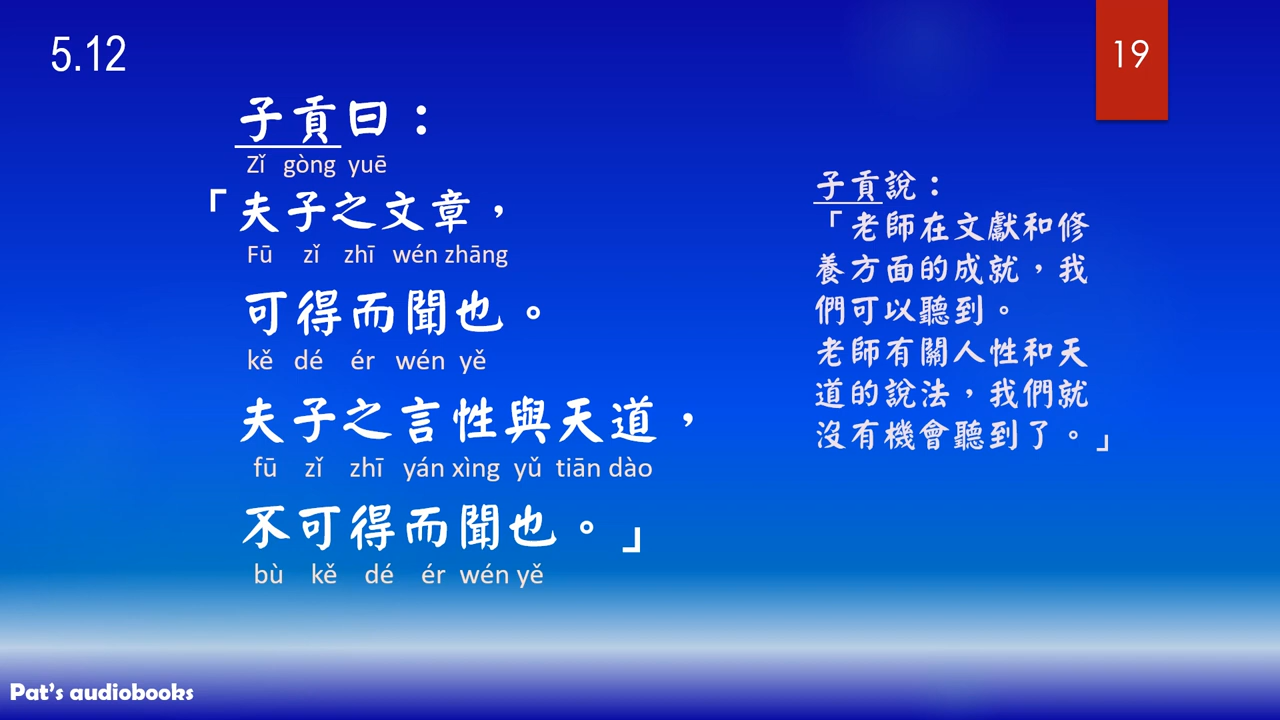 5.12
19
子貢曰：
Zǐ gòng yuē
「夫子之文章，
Fū zǐ zhī wén zhāng
可得而聞也。
kě dé ér wén yě
夫子之言性與天道，
fū zǐ zhī yán xìng yǔ tiān dào
不可得而聞也。」
bù kě dé ér wén yě
子貢說：
「老師在文獻和修
養方面的成就，我
們可以聽到。
老師有關人性和天
道的說法，我們就
沒有機會聽到了。」
Pat's audiobooks